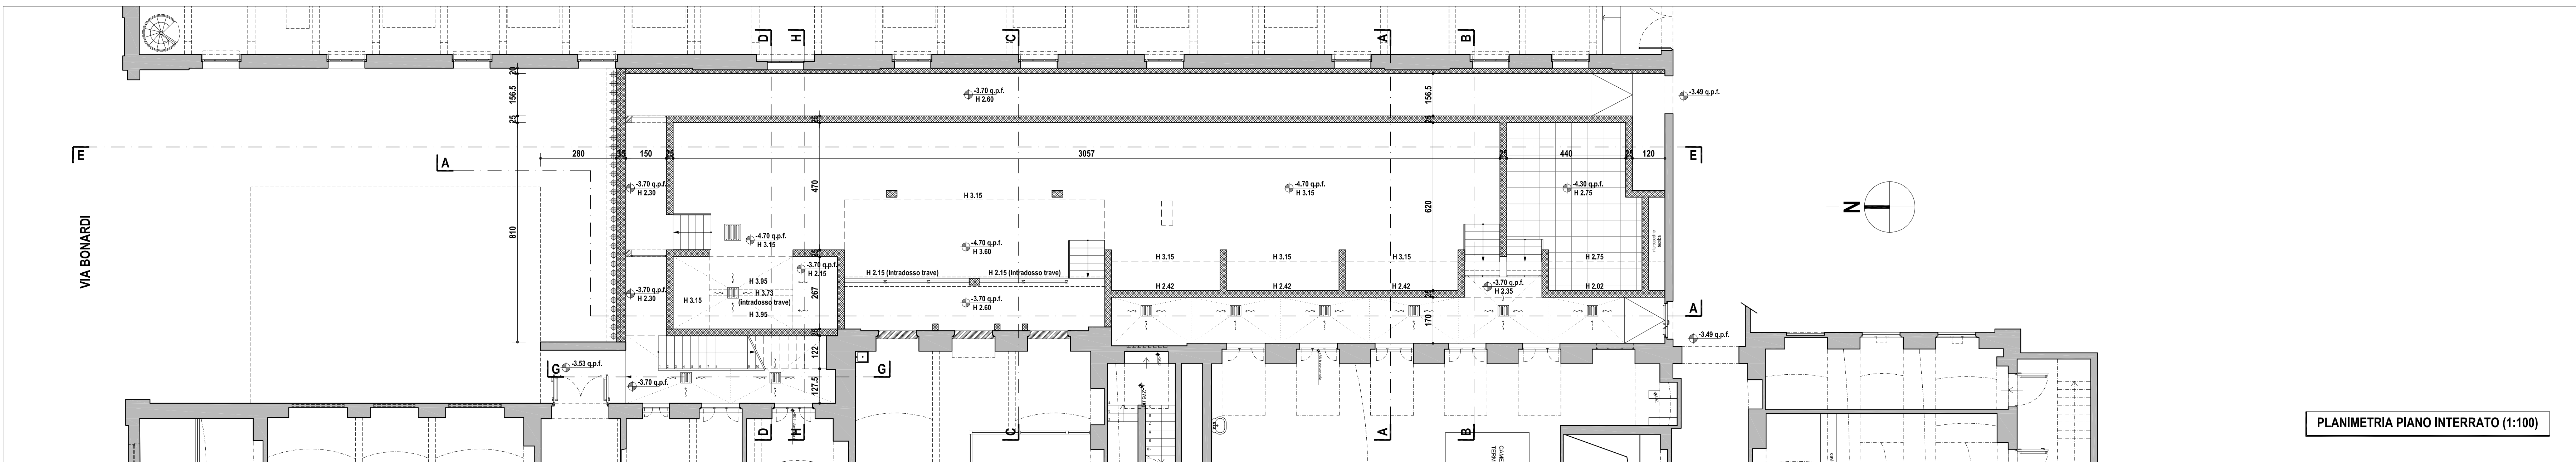 D
H
C
A
B
20
156.5
25
-3.70 q.p.f.
H 2.60
156.5
25
25
-3.49 q.p.f.
E
A
280
35
150
25
3057
25
440
25
120
E
-3.70 q.p.f.
H 2.30
470
H 3.15
-4.70 q.p.f.
H 3.15
-4.30 q.p.f.
H 2.75
620
N
VIA BONARDI
810
-4.70 q.p.f.
H 3.15
-4.70 q.p.f.
H 3.60
25
H 3.15
H 3.15
H 3.15
H 2.75
-3.70 q.p.f.
H 2.15
H 2.15 (Intradosso trave)
H 2.15 (Intradosso trave)
H 3.95
-3.70 q.p.f.
H 2.30
H 3.15
H 3.73
(Intradosso trave)
267
-3.70 q.p.f.
H 2.60
H 2.42
H 2.42
H 2.42
25
-3.70 q.p.f.
H 2.35
H 2.02
H 3.95
A
170
25
-3.49 q.p.f.
122
G
-3.53 q.p.f.
G
-3.70 q.p.f.
127.5
D
H
C
A
B
PLANIMETRIA PIANO INTERRATO (1:100)